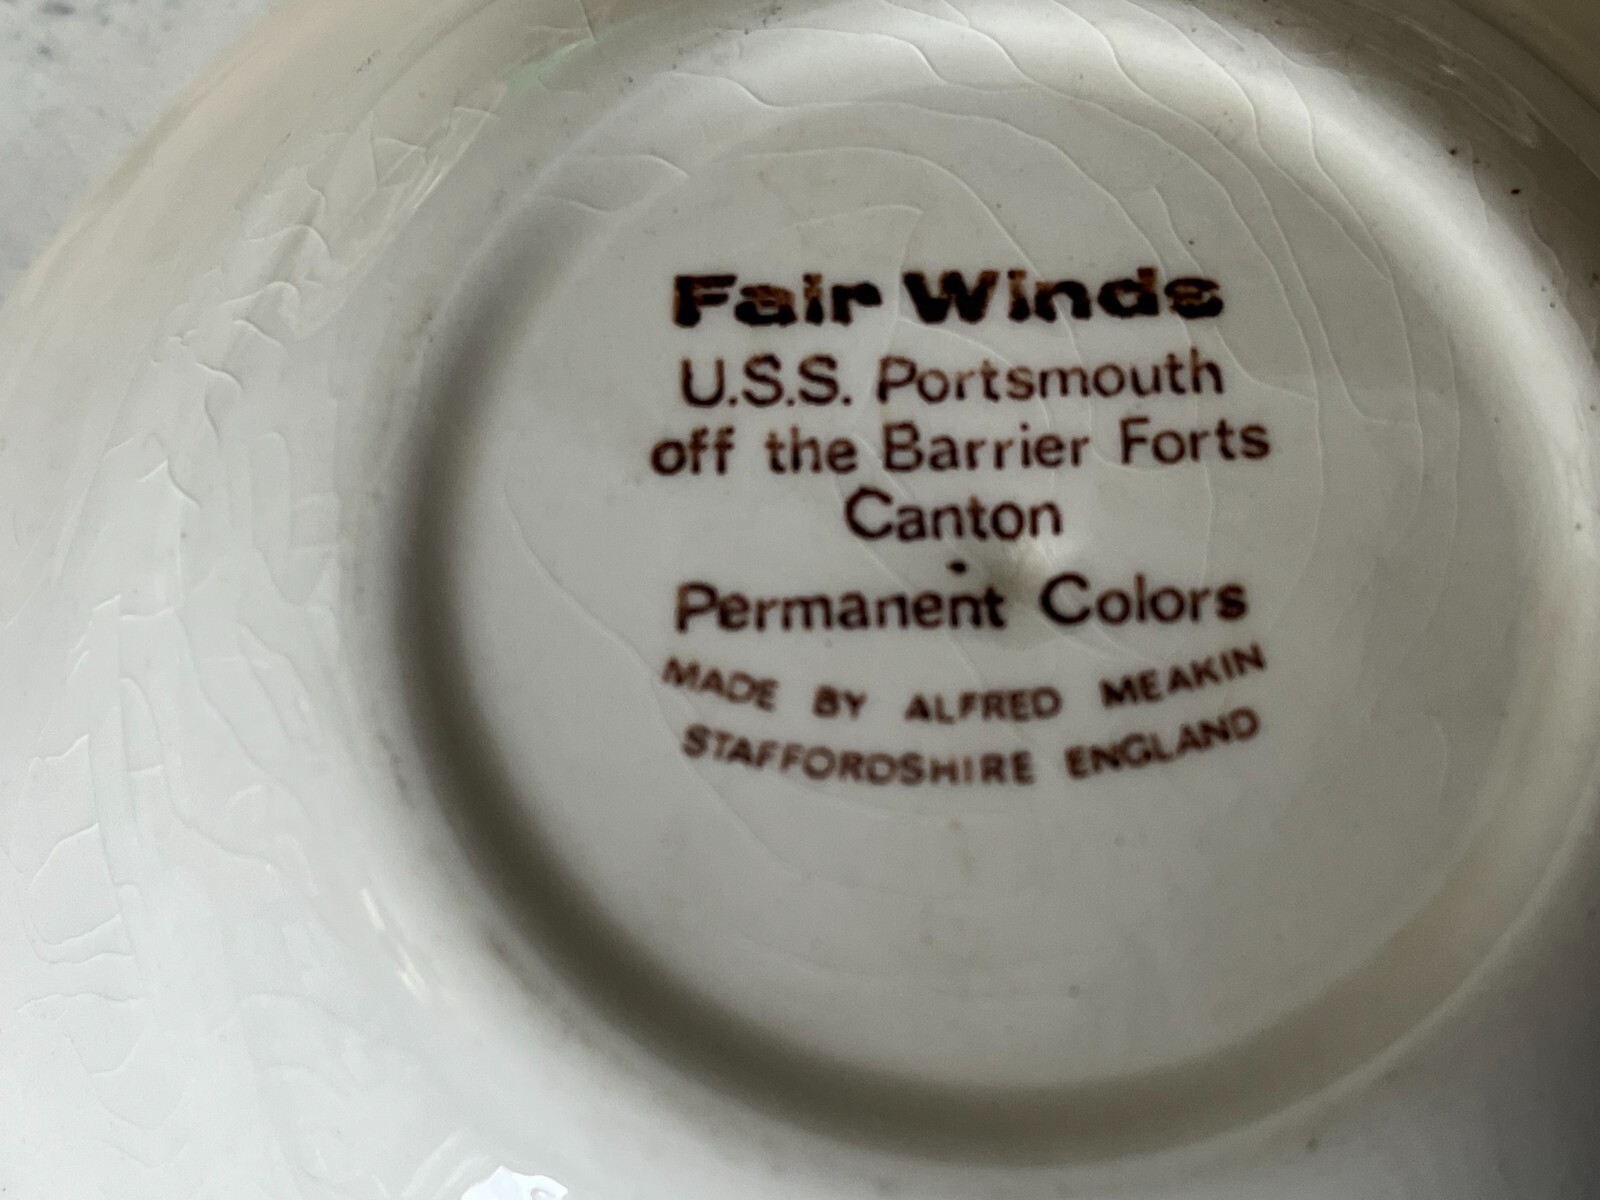 Fair Winds
U.S.S. Portsmouth
off the Barrier Forts
Canton
Permanent Colors
MADE BY ALFRED MEAKIN
STAFFORDSHIRE ENGLAND